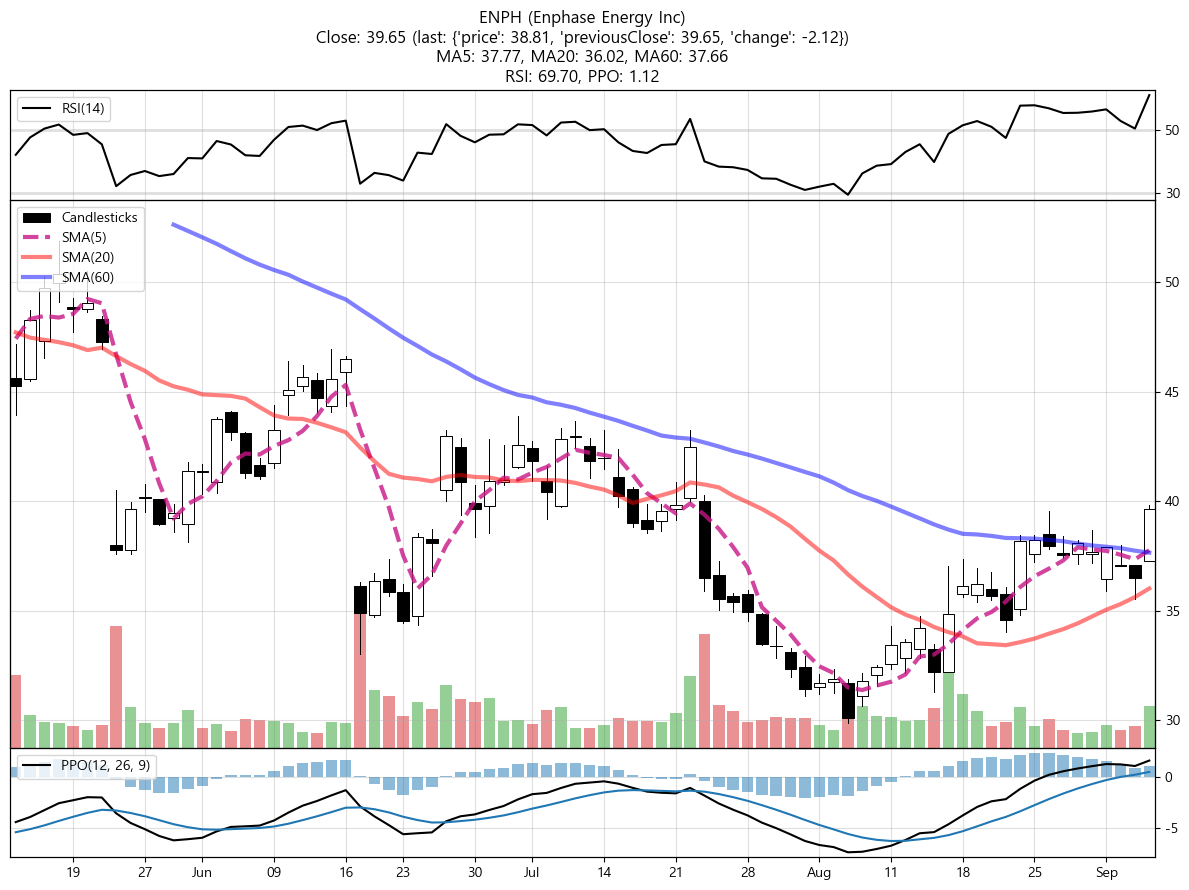 ENPH (Enphase Energy Inc)
Close: 39.65 (last: {'price': 38.81, 'previousClose': 39.65, 'change': -2.12})
MA5: 37.77, MA20: 36.02, MA60: 37.66
RSI: 69.70, PPO: 1.12
RSI(14)
50
30
Candlesticks
SMA(5)
SMA(20)
SMA(60)
50
45
40
35
30
PPO(12, 26, 9)
0
-5
19 27 Jun 09 16 23 Jul 14 21 28 Aug 11 18 25 Sep